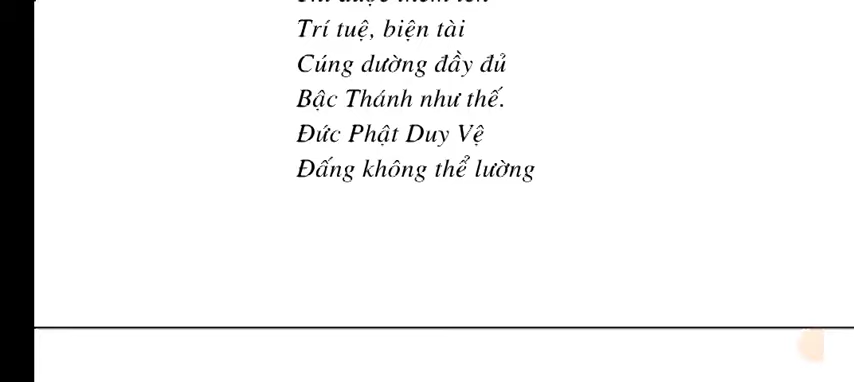 Trí tuệ, biện tài
Cúng dường đầy đủ
Bậc Thánh như thế.
Đức Phật Duy Vệ
Đấng không thể lường